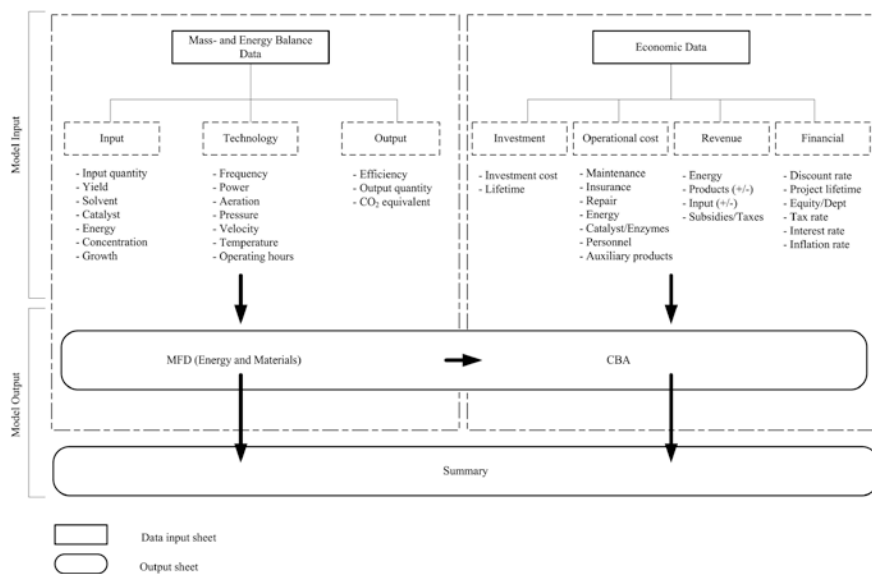 Model Input
Mass- and Energy Balance
Data
Economic Data
Input
Technology
Output
Investment
Operational cost
Revenue
Financial
- Input quantity
- Yield
- Solvent
- Catalyst
- Energy
- Concentration
- Growth
- Frequency
- Power
- Aeration
- Pressure
- Velocity
- Temperature
- Operating hours
- Efficiency
- Output quantity
- CO₂ equivalent
- Investment cost
- Lifetime
- Maintenance
- Insurance
- Repair
- Energy
- Catalyst/Enzymes
- Personnel
- Auxiliary products
- Energy
- Products (+/-)
- Input (+/-)
- Subsidies/Taxes
- Discount rate
- Project lifetime
- Equity/Dept
- Tax rate
- Interest rate
- Inflation rate
Model Output
MFD (Energy and Materials)
CBA
Summary
Data input sheet
Output sheet